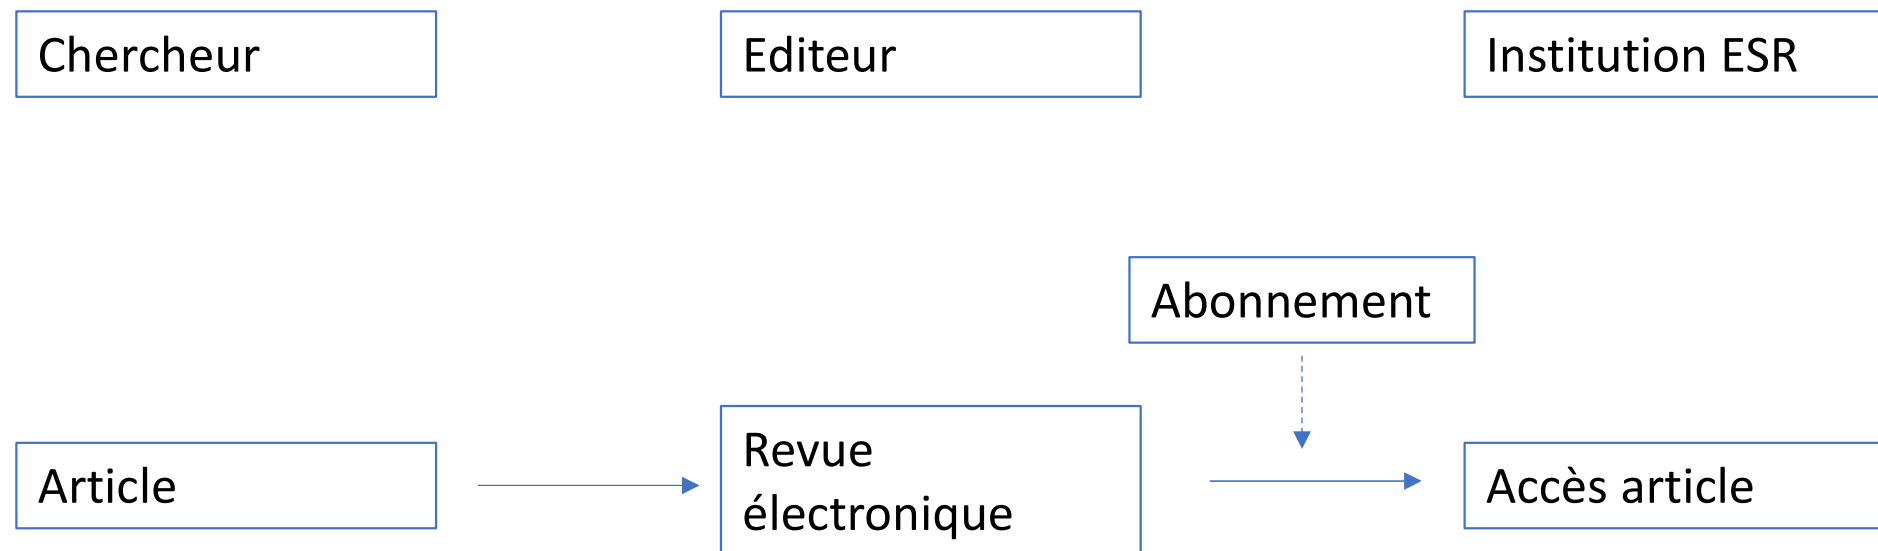 Chercheur
Editeur
Institution ESR
Abonnement
Article
Revue
électronique
Accès article